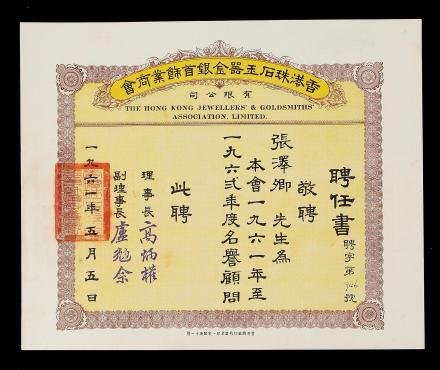 香港珠石玉器金銀首飾業商會
有限公司
THE HONG KONG JEWELLERS' & GOLDSMITHS'
ASSOCIATION, LIMITED.
聘任書
聘字第 號
敬聘
張澤卿 先生為
本會一九六一年至
一九六弍年度名譽顧問
此聘
理事長 高炳權
副理事長 盧勉余
一九六一年五月五日